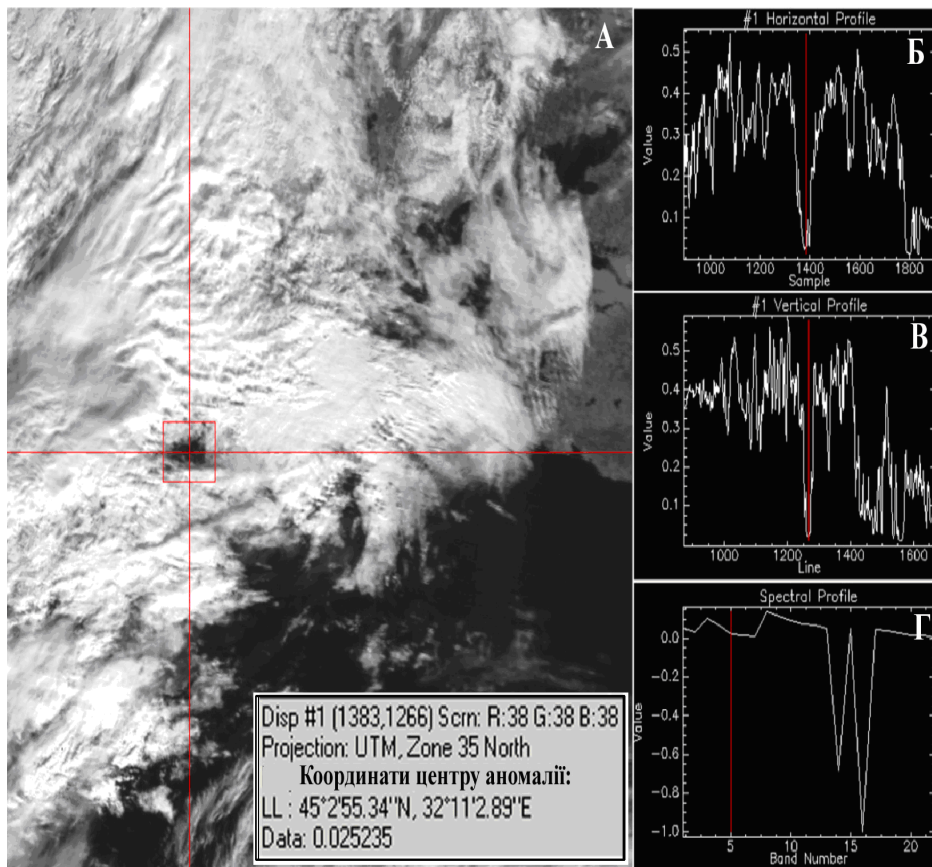 А
Disp #1 (1383,1266) Scrn: R:38 G:38 B:38
Projection: UTM, Zone 35 North
Координати центру аномалії:
LL : 45°2'55.34"N, 32°11'2.89"E
Data: 0.025235
#1 Horizontal Profile
Б
Value
0.5
0.4
0.3
0.2
0.1
1000 1200 1400 1600 1800
Sample
#1 Vertical Profile
В
Value
0.5
0.4
0.3
0.2
0.1
1000 1200 1400 1600
Line
Spectral Profile
Г
Value
0.0
-0.2
-0.4
-0.6
-0.8
-1.0
5 10 15 20
Band Number